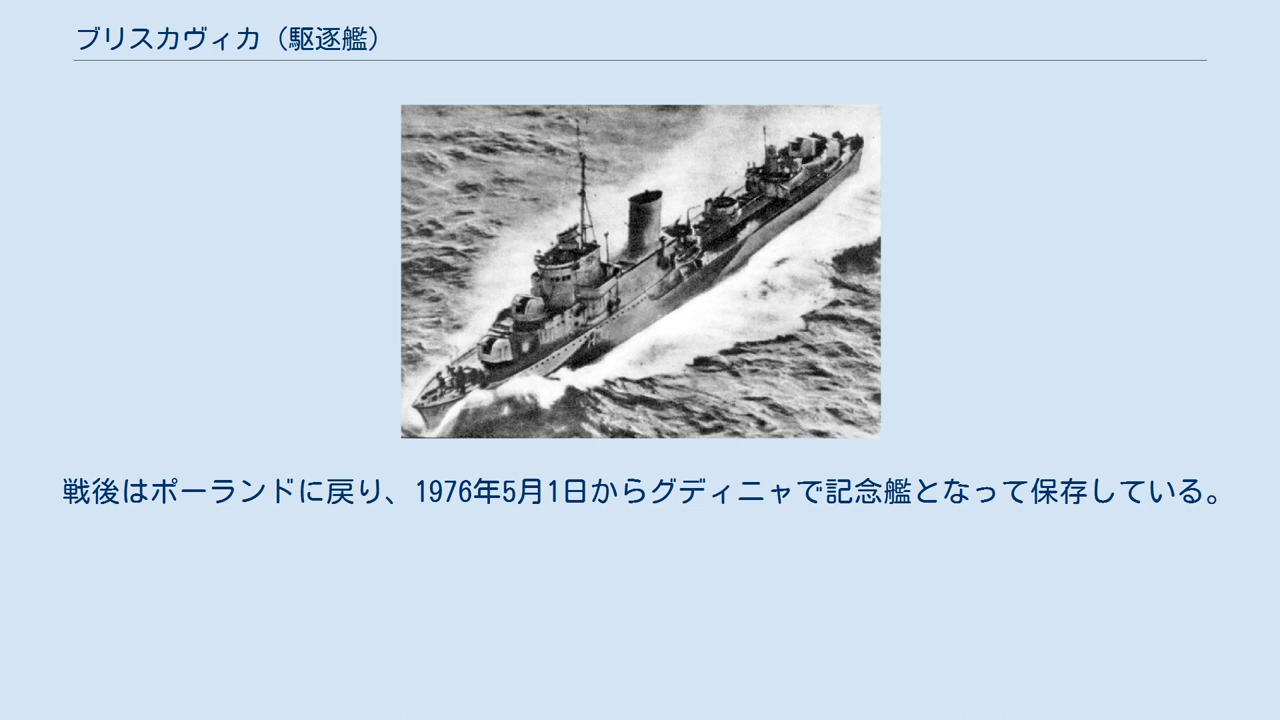 ブリスカヴィカ（駆逐艦）
戦後はポーランドに戻り、1976年5月1日からグディニャで記念艦となって保存している。